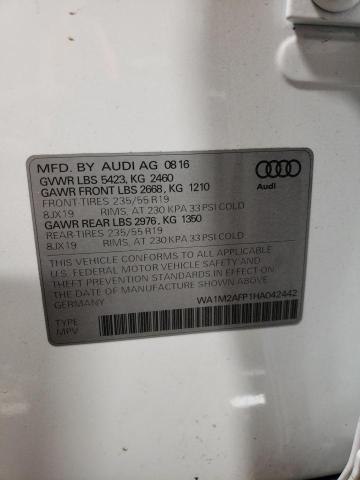 MFD. BY AUDI AG 0816
GVWR LBS 5423, KG 2460
GAWR FRONT LBS 2668, KG 1210
FRONT-TIRES 235/55 R19
8JX19 RIMS, AT 230 KPA 33 PSI COLD
GAWR REAR LBS 2976, KG 1350
REAR-TIRES 235/55 R19
8JX19 RIMS, AT 230 KPA 33 PSI COLD
Audi
THIS VEHICLE CONFORMS TO ALL APPLICABLE
U.S. FEDERAL MOTOR VEHICLE SAFETY AND
THEFT PREVENTION STANDARDS IN EFFECT ON
THE DATE OF MANUFACTURE SHOWN ABOVE.
GERMANY
WA1M2AFP1HA042442
TYPE
MPV